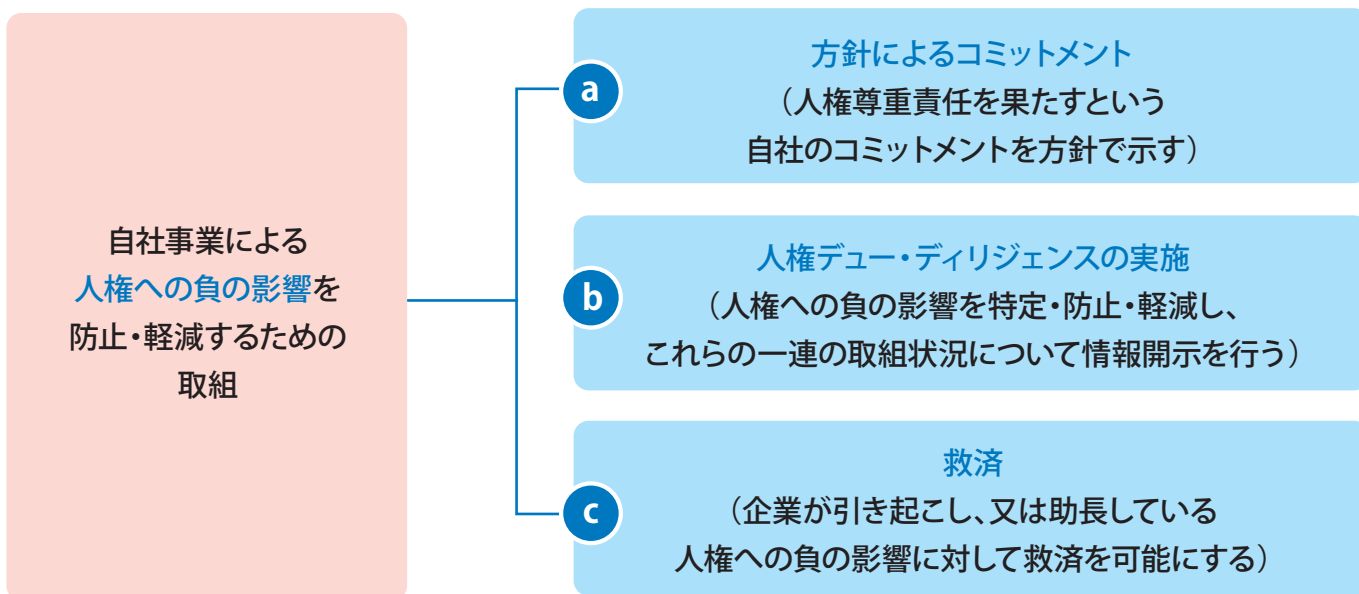 自社事業による
人権への負の影響を
防止・軽減するための
取組
a
方針によるコミットメント
（人権尊重責任を果たすという
自社のコミットメントを方針で示す）
b
人権デュー・ディリジェンスの実施
（人権への負の影響を特定・防止・軽減し、
これらの一連の取組状況について情報開示を行う）
c
救済
（企業が引き起こし、又は助長している
人権への負の影響に対して救済を可能にする）